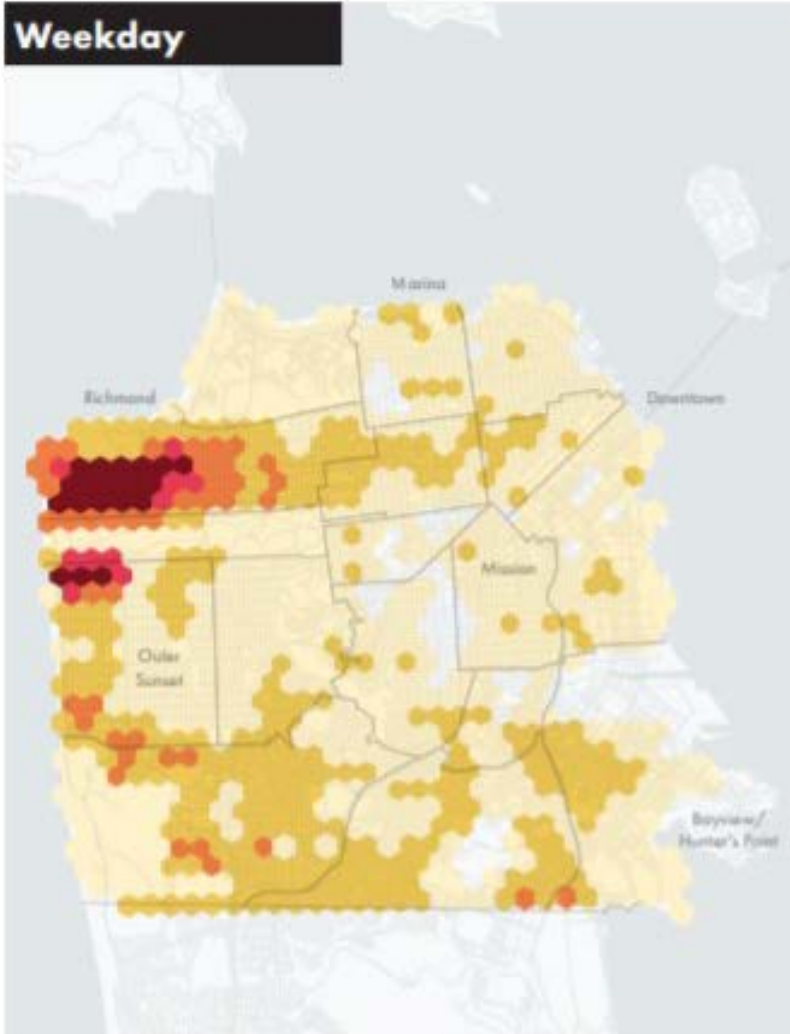 Weekday
Marina
Richmond
Downtown
Mission
Outer
Sunset
Bayview/
Hunter's Point